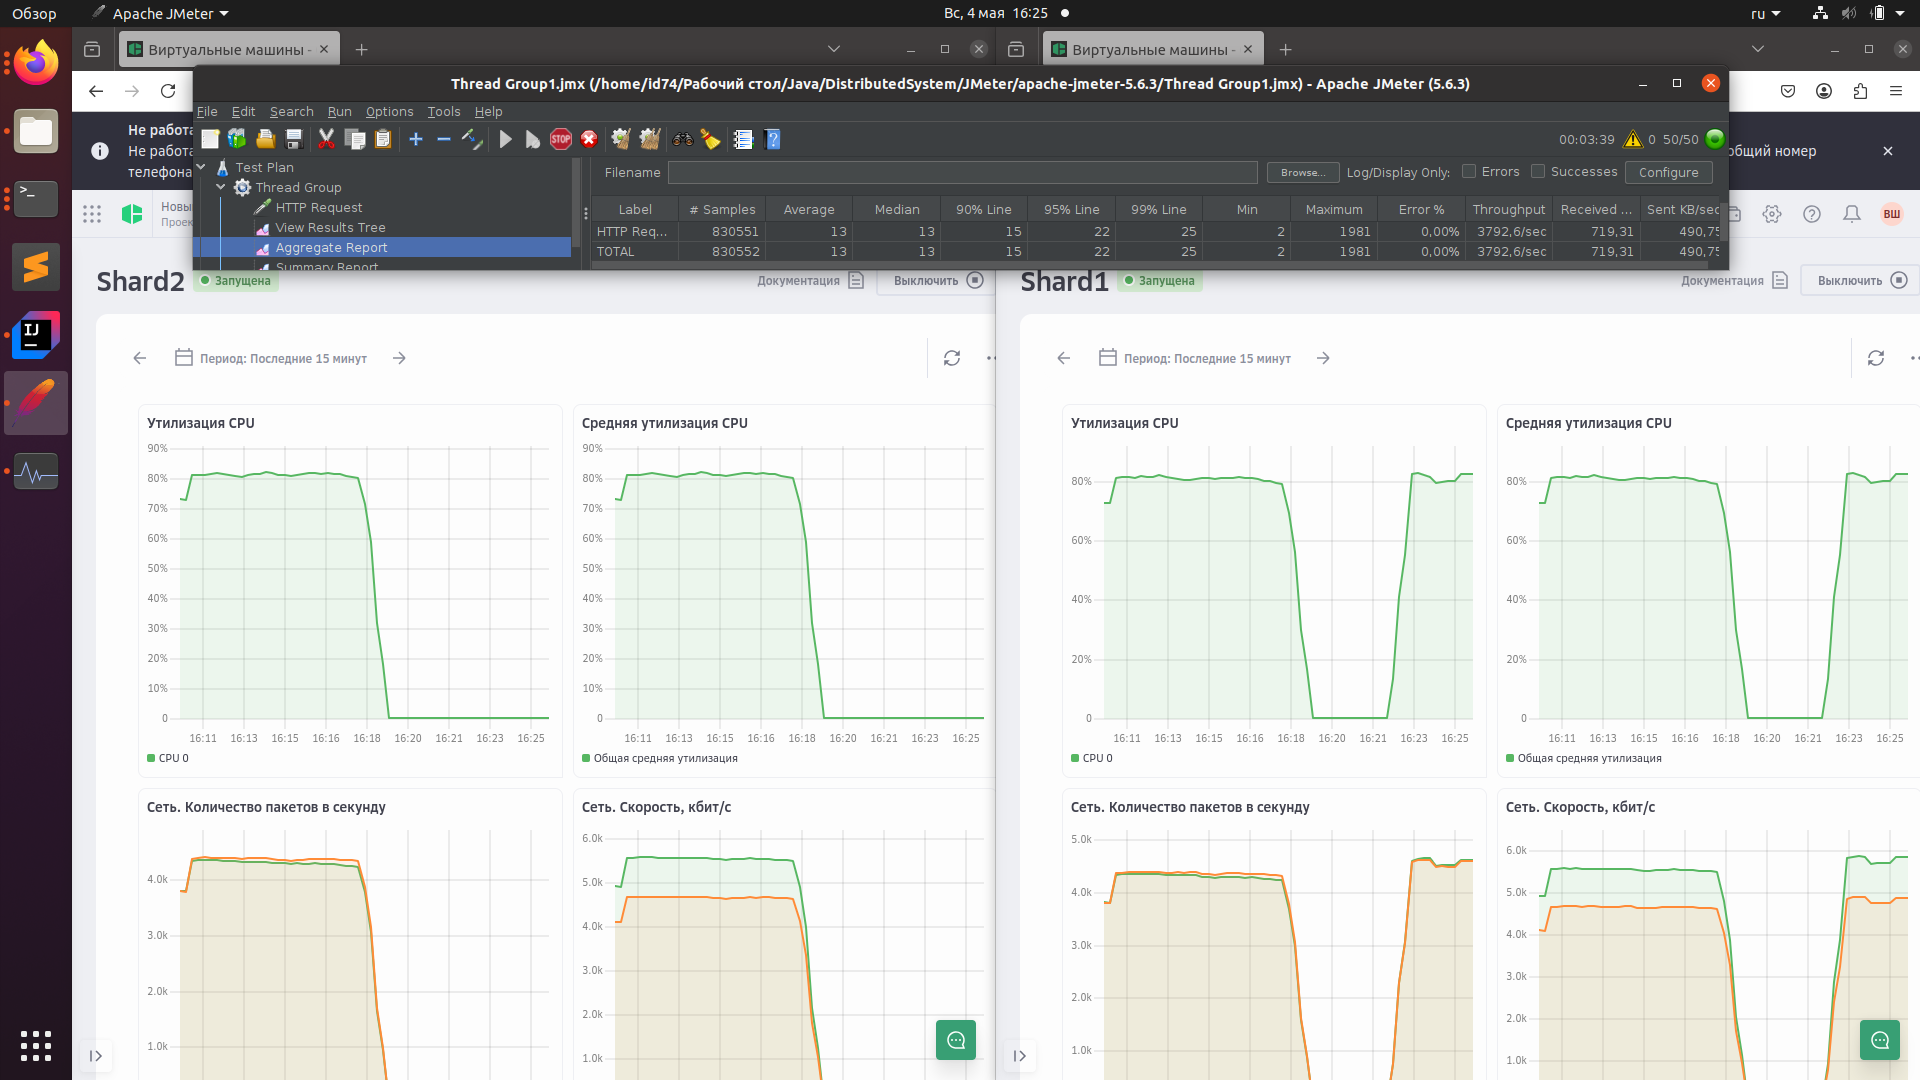 Обзор
Apache JMeter
Вс, 4 мая 16:25
ru
Виртуальные машины -
Виртуальные машины -
Thread Group1.jmx (/home/id74/Рабочий стол/Java/DistributedSystem/JMeter/apache-jmeter-5.6.3/Thread Group1.jmx) - Apache JMeter (5.6.3)
File Edit Search Run Options Tools Help
STOP
00:03:39 0 50/50
Не работа
Не работа
телефона
общий номер
Новы
Проек
ВШ
Test Plan
Thread Group
HTTP Request
View Results Tree
Aggregate Report
Summary Report
Filename Browse... Log/Display Only: Errors Successes Configure
Label # Samples Average Median 90% Line 95% Line 99% Line Min Maximum Error % Throughput Received ... Sent KB/sec
HTTP Req... 830551 13 13 15 22 25 2 1981 0,00% 3792,6/sec 719,31 490,75
TOTAL 830552 13 13 15 22 25 2 1981 0,00% 3792,6/sec 719,31 490,75
Shard2 Запущена Документация Выключить
Период: Последние 15 минут
Утилизация CPU
90%
80%
70%
60%
50%
40%
30%
20%
10%
0
16:11 16:13 16:15 16:16 16:18 16:20 16:21 16:23 16:25
CPU 0
Средняя утилизация CPU
90%
80%
70%
60%
50%
40%
30%
20%
10%
0
16:11 16:13 16:15 16:16 16:18 16:20 16:21 16:23 16:25
Общая средняя утилизация
Сеть. Количество пакетов в секунду
4.0k
3.0k
2.0k
1.0k
Сеть. Скорость, кбит/с
6.0k
5.0k
4.0k
3.0k
2.0k
1.0k
Shard1 Запущена Документация Выключить
Период: Последние 15 минут
Утилизация CPU
80%
60%
40%
20%
0
16:11 16:13 16:15 16:16 16:18 16:20 16:21 16:23 16:25
CPU 0
Средняя утилизация CPU
80%
60%
40%
20%
0
16:11 16:13 16:15 16:16 16:18 16:20 16:21 16:23 16:25
Общая средняя утилизация
Сеть. Количество пакетов в секунду
5.0k
4.0k
3.0k
2.0k
1.0k
Сеть. Скорость, кбит/с
6.0k
5.0k
4.0k
3.0k
2.0k
1.0k